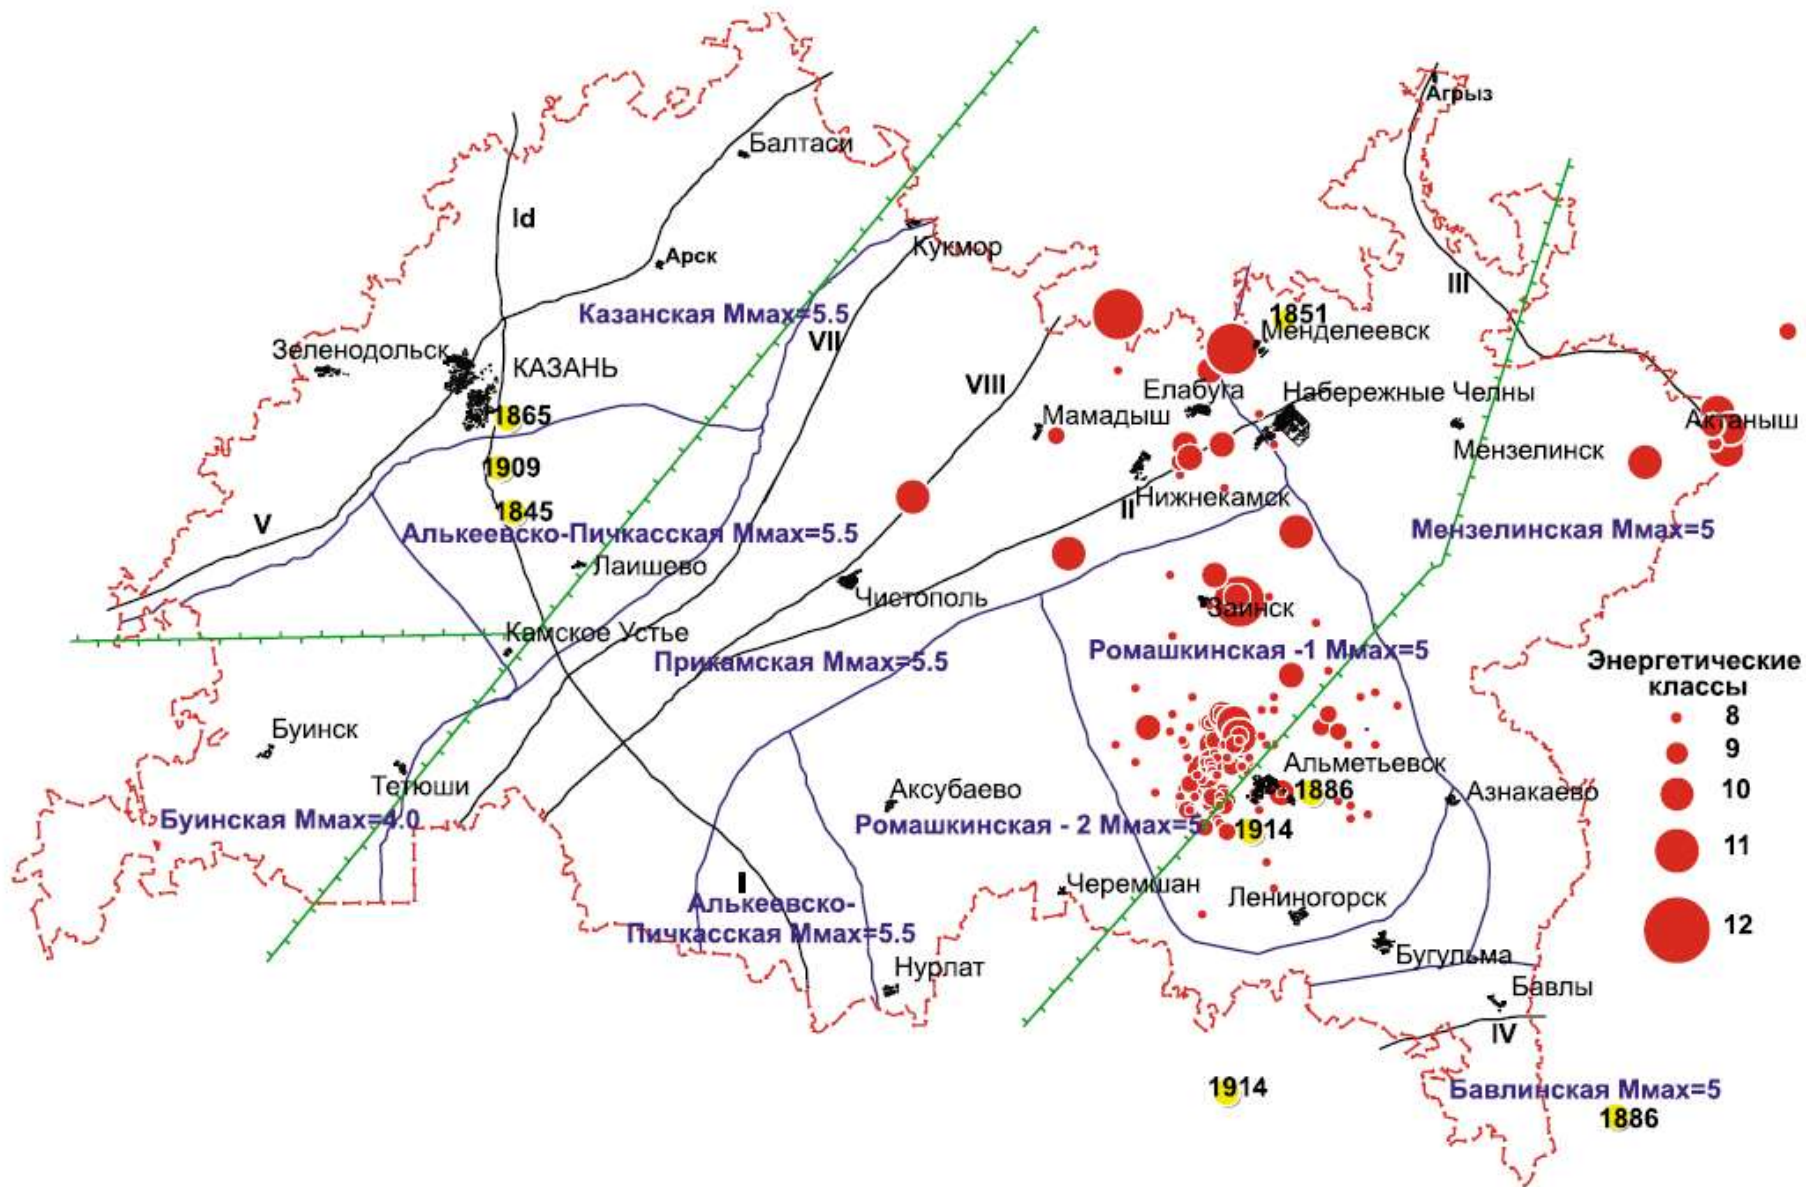 Агрыз
Балтаси
Id
Арск
Кукмор
III
Казанская Ммах=5.5
1851
Менделеевск
VII
Зеленодольск
КАЗАНЬ
VIII
Елабуга
Набережные Челны
1865
Мамадыш
Актаныш
Мензелинск
1909
Нижнекамск
II
1845
V
Алькеевско-Пичкасская Ммах=5.5
Мензелинская Ммах=5
Лаишево
Чистополь
Заинск
Камское Устье
Прикамская Ммах=5.5
Ромашкинская -1 Ммах=5
Энергетические
классы
8
9
10
11
12
Буинск
Тетюши
Альметьевск
1886
Аксубаево
Азнакаево
Буинская Ммах=4.0
Ромашкинская - 2 Ммах=5
1914
I
Черемшан
Лениногорск
Алькеевско-
Пичкасская Ммах=5.5
Бугульма
Нурлат
Бавлы
IV
1914
Бавлинская Ммах=5
1886